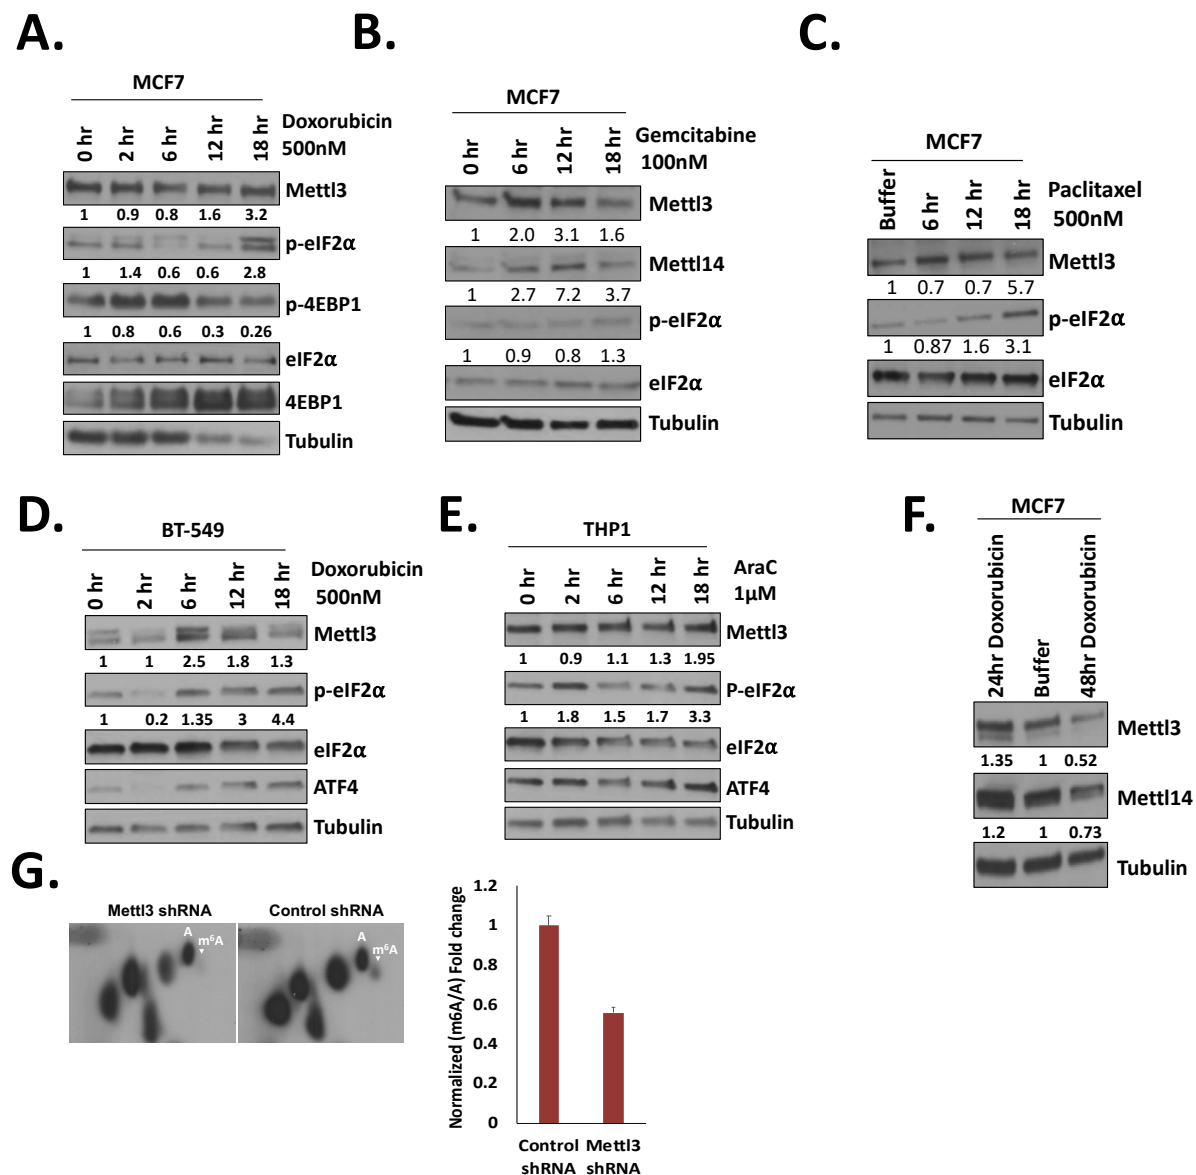 A.
MCF7
0 hr 2 hr 6 hr 12 hr 18 hr
Doxorubicin
500nM
Mettl3
1 0.9 0.8 1.6 3.2
p-eIF2α
1 1.4 0.6 0.6 2.8
p-4EBP1
1 0.8 0.6 0.3 0.26
eIF2α
4EBP1
Tubulin
B.
MCF7
0 hr 6 hr 12 hr 18 hr
Gemcitabine
100nM
Mettl3
1 2.0 3.1 1.6
Mettl14
1 2.7 7.2 3.7
p-eIF2α
1 0.9 0.8 1.3
eIF2α
Tubulin
C.
MCF7
Buffer 6 hr 12 hr 18 hr
Paclitaxel
500nM
Mettl3
1 0.7 0.7 5.7
p-eIF2α
1 0.87 1.6 3.1
eIF2α
Tubulin
D.
BT-549
0 hr 2 hr 6 hr 12 hr 18 hr
Doxorubicin
500nM
Mettl3
1 1 2.5 1.8 1.3
p-eIF2α
1 0.2 1.35 3 4.4
eIF2α
ATF4
Tubulin
E.
THP1
0 hr 2 hr 6 hr 12 hr 18 hr
AraC
1µM
Mettl3
1 0.9 1.1 1.3 1.95
P-eIF2α
1 1.8 1.5 1.7 3.3
eIF2α
ATF4
Tubulin
F.
MCF7
24hr Doxorubicin Buffer 48hr Doxorubicin
Mettl3
1.35 1 0.52
Mettl14
1.2 1 0.73
Tubulin
G.
Mettl3 shRNA
A
m⁶A
Control shRNA
A
m⁶A
Normalized (m6A/A) Fold change
1.2
1
0.8
0.6
0.4
0.2
0
Control Mettl3
shRNA shRNA